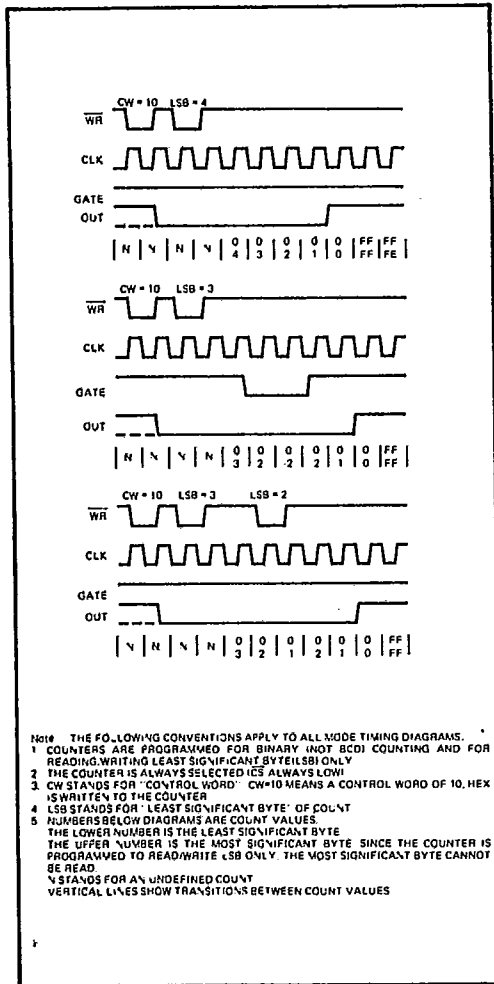 CW = 10 LSB = 4
WR
CLK
GATE
OUT
N N N N 0 0 0 0 0 FF FF
4 3 2 1 0 FF FE
CW = 10 LSB = 3
WR
CLK
GATE
OUT
N N N N 0 0 0 0 0 0 FF
3 2 2 2 1 0 FF
CW = 10 LSB = 3 LSB = 2
WR
CLK
GATE
OUT
N N N N 0 0 0 0 0 0 FF
3 2 1 2 1 0 FF
Note THE FOLLOWING CONVENTIONS APPLY TO ALL MODE TIMING DIAGRAMS.
1 COUNTERS ARE PROGRAMMED FOR BINARY (NOT BCD) COUNTING AND FOR
READING/WRITING LEAST SIGNIFICANT BYTE (LSB) ONLY
2 THE COUNTER IS ALWAYS SELECTED (CS ALWAYS LOW)
3. CW STANDS FOR "CONTROL WORD" CW=10 MEANS A CONTROL WORD OF 10, HEX
IS WRITTEN TO THE COUNTER
4 LSB STANDS FOR "LEAST SIGNIFICANT BYTE" OF COUNT
5 NUMBERS BELOW DIAGRAMS ARE COUNT VALUES.
THE LOWER NUMBER IS THE LEAST SIGNIFICANT BYTE
THE UPPER NUMBER IS THE MOST SIGNIFICANT BYTE SINCE THE COUNTER IS
PROGRAMMED TO READ/WRITE LSB ONLY. THE MOST SIGNIFICANT BYTE CANNOT
BE READ.
N STANDS FOR AN UNDEFINED COUNT
VERTICAL LINES SHOW TRANSITIONS BETWEEN COUNT VALUES